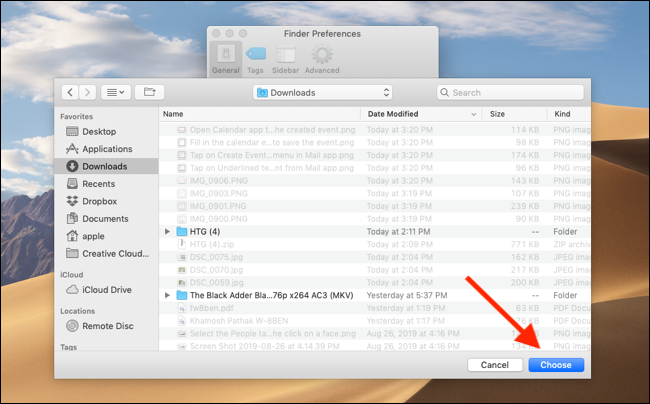 Finder Preferences
General Tags Sidebar Advanced
Downloads
Search
Favorites
Desktop
Applications
Downloads
Recents
Dropbox
Documents
apple
Creative Cloud...
iCloud
iCloud Drive
Locations
Remote Disc
Tags
Name Date Modified Size Kind
Open Calendar app t...he created event.png Today at 3:20 PM 114 KB PNG imag
Fill in the calendar e...to save the event.png Today at 3:20 PM 98 KB PNG imag
Tap on Create Event...menu in Mail app.png Today at 3:20 PM 174 KB PNG imag
Tap on Underlined te...nt from Mail app.png Today at 3:20 PM KB PNG imag
IMG_0906.PNG Today at 3:20 PM 143 KB PNG imag
IMG_0903.PNG Today at 3:19 PM 107 KB PNG imag
IMG_0901.PNG Today at 3:19 PM 239 KB PNG imag
IMG_0900.PNG Today at 3:19 PM 90 KB PNG imag
HTG (4) Today at 2:11 PM -- Folder
HTG (4).zip Today at 2:09 PM 771 KB ZIP archiv
DSC_0075.jpg Today at 2:04 PM 162 KB JPEG imag
DSC_0070.jpg Today at 2:04 PM 217 KB JPEG imag
DSC_0059.jpg Today at 2:04 PM 200 KB JPEG imag
The Black Adder Bla...76p x264 AC3 (MKV) Yesterday at 5:37 PM -- Folder
fw8ben.pdf Yesterday at 1:19 PM 63 KB PDF Docu
Khamosh Pathak W-8BEN Yesterday at 1:17 PM 76 KB PDF Docu
Select the People ta...he click on a face.png Aug 26, 2019 at 4:16 PM PNG imag
Screen Shot 2019-08-26 at 4.14.39 PM Aug 26, 2019 at 4:14 PM 134 KB PNG imag
Cancel Choose